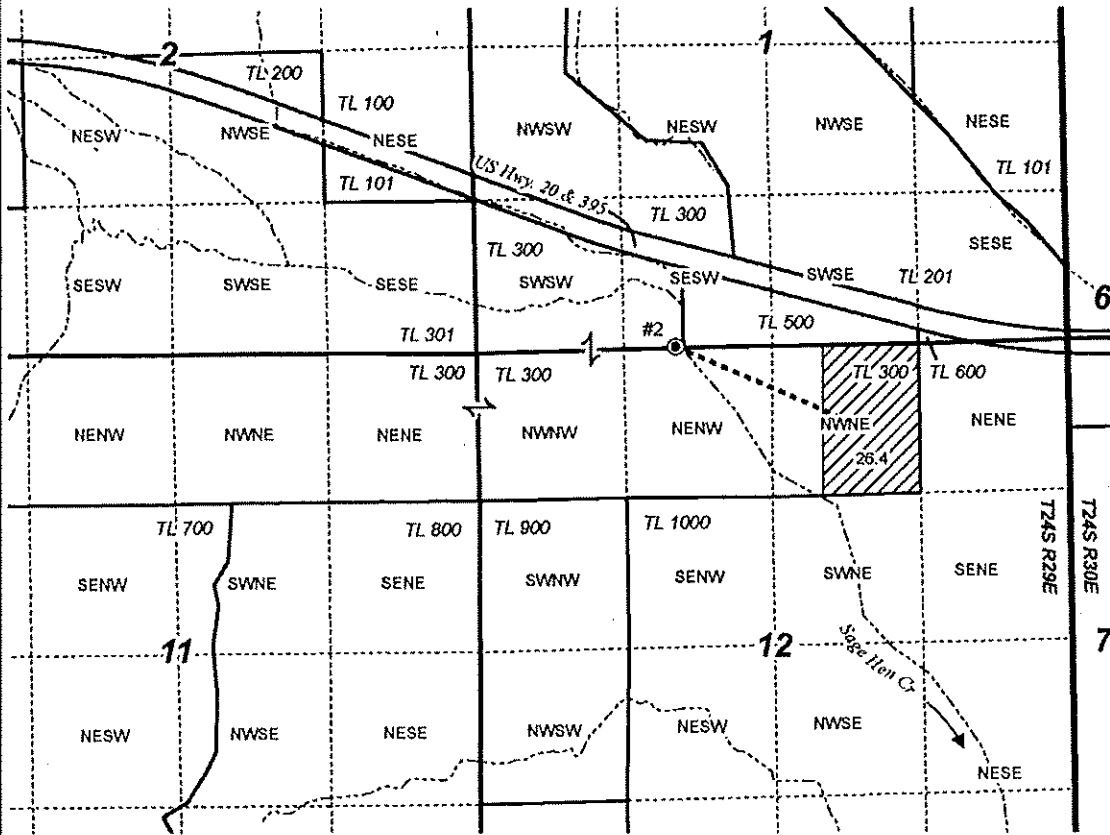 2
1
TL 200
TL 100
NESW
NWSE
NESE
NWSW
NESW
NWSE
NESE
TL 101
US Hwy. 20 & 395
TL 300
TL 101
TL 300
SESE
SESW
SWSE
SESE
SWSW
SESW
SWSE
TL 201
6
TL 301
#2
TL 500
TL 300
TL 300
TL 300
TL 600
NENW
NWNE
NENE
NWNW
NENW
NWNE
NENE
26.4
TL 700
TL 800
TL 900
TL 1000
T24S R29E
T24S R30E
SENW
SWNE
SENE
SWNW
SENW
SWNE
SENE
11
12
7
Sage Hen Cr
NESW
NWSE
NESE
NWSW
NESW
NWSE
NESE